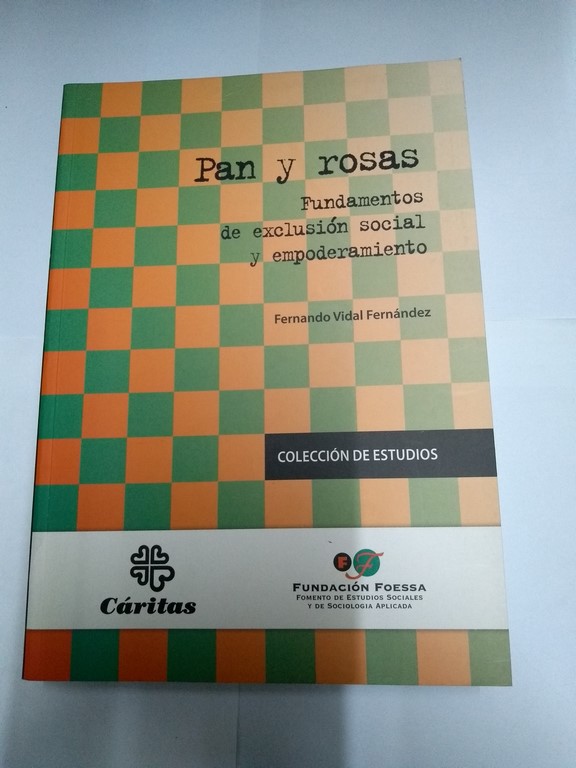 Pan y rosas
Fundamentos
de exclusión social
y empoderamiento
Fernando Vidal Fernández
COLECCIÓN DE ESTUDIOS
Cáritas
F F
FUNDACIÓN FOESSA
FOMENTO DE ESTUDIOS SOCIALES
Y DE SOCIOLOGIA APLICADA